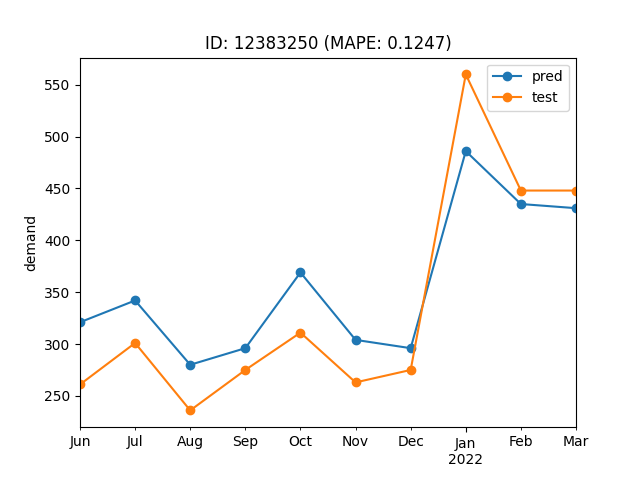 ID: 12383250 (MAPE: 0.1247)
pred
test
demand
550
500
450
400
350
300
250
Jun Jul Aug Sep Oct Nov Dec Jan Feb Mar
2022